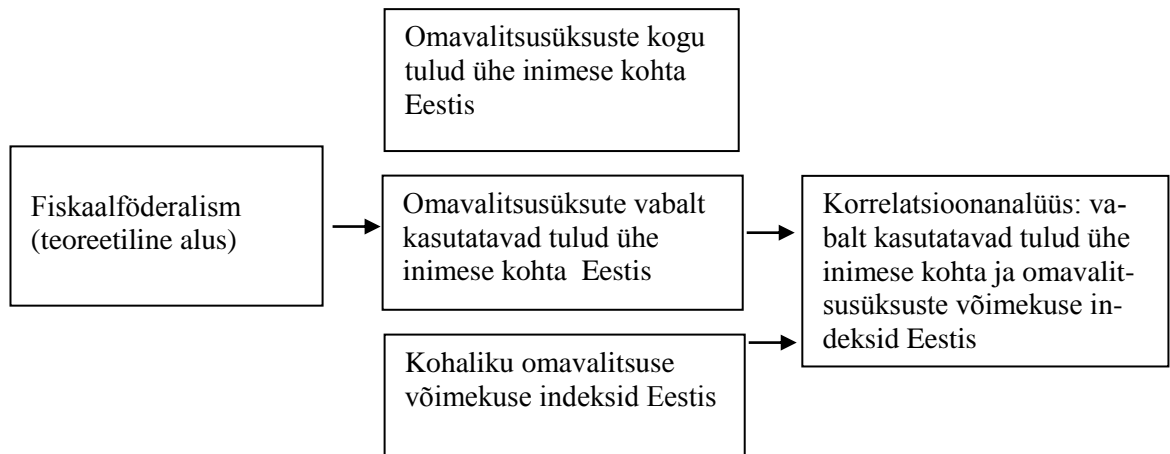 Omavalitsusüksuste kogu
tulud ühe inimese kohta
Eestis
Fiskaalföderalism
(teoreetiline alus)
Omavalitsusüksute vabalt
kasutatavad tulud ühe
inimese kohta Eestis
Kohaliku omavalitsuse
võimekuse indeksid Eestis
Korrelatsioonanalüüs: va-
balt kasutatavad tulud ühe
inimese kohta ja omavalit-
susüksuste võimekuse in-
deksid Eestis